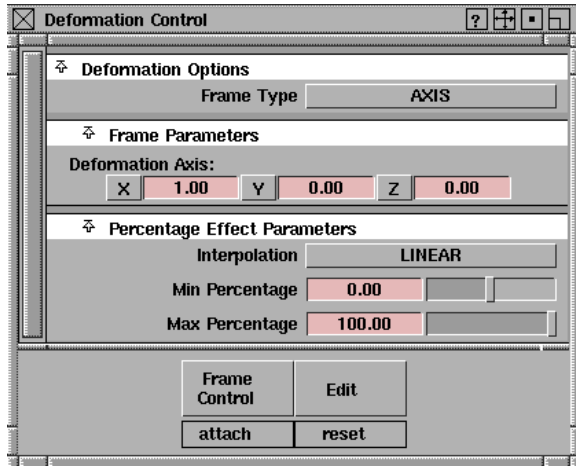 Deformation Control ?
Deformation Options
Frame Type AXIS
Frame Parameters
Deformation Axis:
X 1.00 Y 0.00 Z 0.00
Percentage Effect Parameters
Interpolation LINEAR
Min Percentage 0.00
Max Percentage 100.00
Frame Control
Edit
attach reset